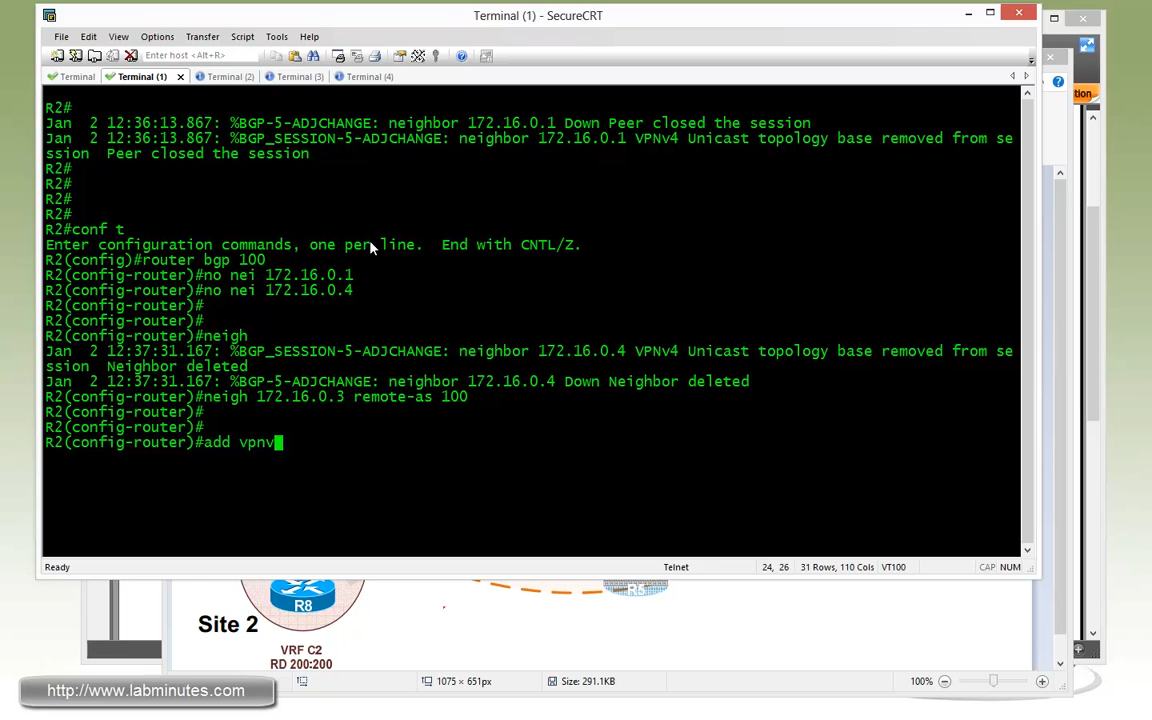 Terminal (1) - SecureCRT
File Edit View Options Transfer Script Tools Help
Enter host <Alt+R>
Terminal Terminal (1) Terminal (2) Terminal (3) Terminal (4)
R2#
Jan  2 12:36:13.867: %BGP-5-ADJCHANGE: neighbor 172.16.0.1 Down Peer closed the session
Jan  2 12:36:13.867: %BGP_SESSION-5-ADJCHANGE: neighbor 172.16.0.1 VPNv4 Unicast topology base removed from se
ssion  Peer closed the session
R2#
R2#
R2#
R2#
R2#conf t
Enter configuration commands, one per line.  End with CNTL/Z.
R2(config)#router bgp 100
R2(config-router)#no nei 172.16.0.1
R2(config-router)#no nei 172.16.0.4
R2(config-router)#
R2(config-router)#
R2(config-router)#neigh
Jan  2 12:37:31.167: %BGP_SESSION-5-ADJCHANGE: neighbor 172.16.0.4 VPNv4 Unicast topology base removed from se
ssion  Neighbor deleted
Jan  2 12:37:31.167: %BGP-5-ADJCHANGE: neighbor 172.16.0.4 Down Neighbor deleted
R2(config-router)#neigh 172.16.0.3 remote-as 100
R2(config-router)#
R2(config-router)#
R2(config-router)#add vpnv
Ready Telnet 24, 26 31 Rows, 110 Cols VT100 CAP NUM
R8
Site 2
VRF C2
RD 200:200
1075 × 651px Size: 291.1KB 100%
http://www.labminutes.com